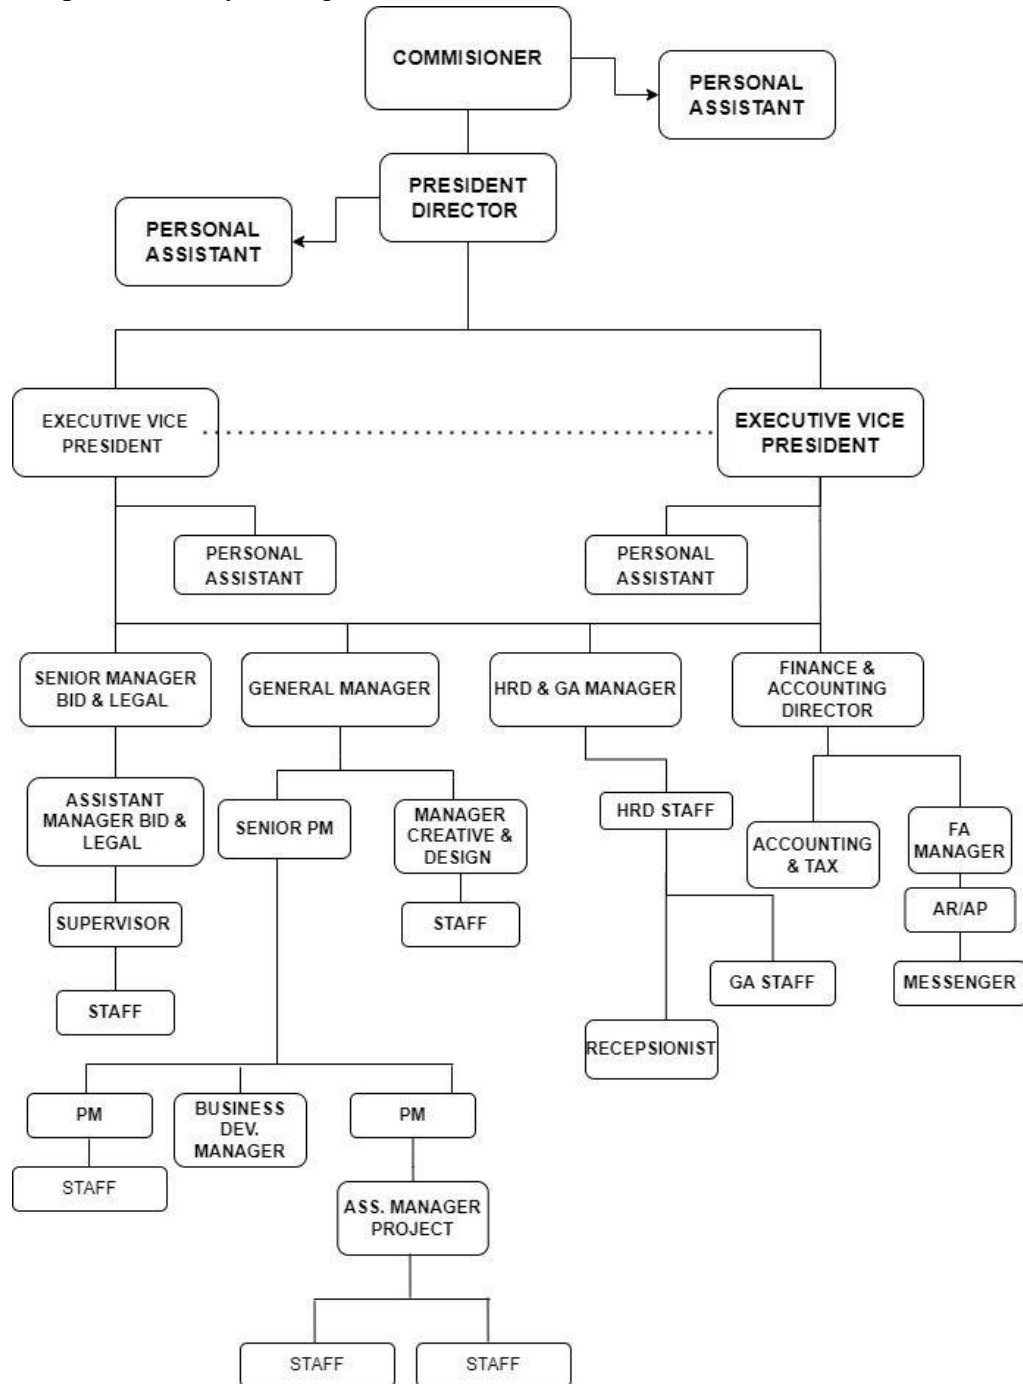 COMMISIONER
PERSONAL
ASSISTANT
PRESIDENT
DIRECTOR
PERSONAL
ASSISTANT
EXECUTIVE VICE
PRESIDENT
EXECUTIVE VICE
PRESIDENT
PERSONAL
ASSISTANT
PERSONAL
ASSISTANT
SENIOR MANAGER
BID & LEGAL
GENERAL MANAGER
HRD & GA MANAGER
FINANCE &
ACCOUNTING
DIRECTOR
ASSISTANT
MANAGER BID &
LEGAL
SENIOR PM
MANAGER
CREATIVE &
DESIGN
HRD STAFF
ACCOUNTING
& TAX
FA
MANAGER
SUPERVISOR
STAFF
AR/AP
STAFF
GA STAFF
MESSENGER
RECEPSIONIST
PM
BUSINESS
DEV.
MANAGER
PM
STAFF
ASS. MANAGER
PROJECT
STAFF
STAFF